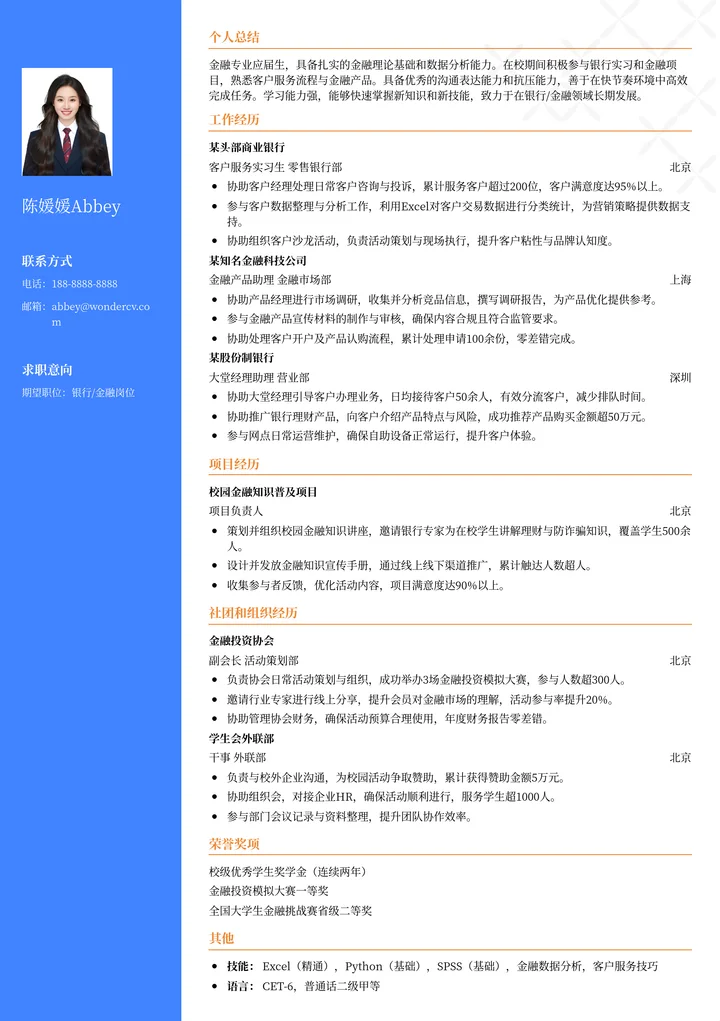 陈媛媛Abbey
联系方式
电话：188-8888-8888
邮箱：abbey@wondercv.co
m
求职意向
期望职位：银行/金融岗位
个人总结
金融专业应届生，具备扎实的金融理论基础和数据分析能力。在校期间积极参与银行实习和金融项
目，熟悉客户服务流程与金融产品。具备优秀的沟通表达能力和抗压能力，善于在快节奏环境中高效
完成任务。学习能力强，能够快速掌握新知识和新技能，致力于在银行/金融领域长期发展。
工作经历
某头部商业银行
客户服务实习生 零售银行部 北京
● 协助客户经理处理日常客户咨询与投诉，累计服务客户超过200位，客户满意度达95%以上。
● 参与客户数据整理与分析工作，利用Excel对客户交易数据进行分类统计，为营销策略提供数据支
持。
● 协助组织客户沙龙活动，负责活动策划与现场执行，提升客户粘性与品牌认知度。
某知名金融科技公司
金融产品助理 金融市场部 上海
● 协助产品经理进行市场调研，收集并分析竞品信息，撰写调研报告，为产品优化提供参考。
● 参与金融产品宣传材料的制作与审核，确保内容合规且符合监管要求。
● 协助处理客户开户及产品认购流程，累计处理申请100余份，零差错完成。
某股份制银行
大堂经理助理 营业部 深圳
● 协助大堂经理引导客户办理业务，日均接待客户50余人，有效分流客户，减少排队时间。
● 协助推广银行理财产品，向客户介绍产品特点与风险，成功推荐产品购买金额超50万元。
● 参与网点日常运营维护，确保自助设备正常运行，提升客户体验。
项目经历
校园金融知识普及项目
项目负责人 北京
● 策划并组织校园金融知识讲座，邀请银行专家为在校学生讲解理财与防诈骗知识，覆盖学生500余
人。
● 设计并发放金融知识宣传手册，通过线上线下渠道推广，累计触达人数超人。
● 收集参与者反馈，优化活动内容，项目满意度达90%以上。
社团和组织经历
金融投资协会
副会长 活动策划部 北京
● 负责协会日常活动策划与组织，成功举办3场金融投资模拟大赛，参与人数超300人。
● 邀请行业专家进行线上分享，提升会员对金融市场的理解，活动参与率提升20%。
● 协助管理协会财务，确保活动预算合理使用，年度财务报告零差错。
学生会外联部
干事 外联部 北京
● 负责与校外企业沟通，为校园活动争取赞助，累计获得赞助金额5万元。
● 协助组织会，对接企业HR，确保活动顺利进行，服务学生超1000人。
● 参与部门会议记录与资料整理，提升团队协作效率。
荣誉奖项
校级优秀学生奖学金（连续两年）
金融投资模拟大赛一等奖
全国大学生金融挑战赛省级二等奖
其他
● 技能： Excel（精通），Python（基础），SPSS（基础），金融数据分析，客户服务技巧
● 语言： CET-6，普通话二级甲等